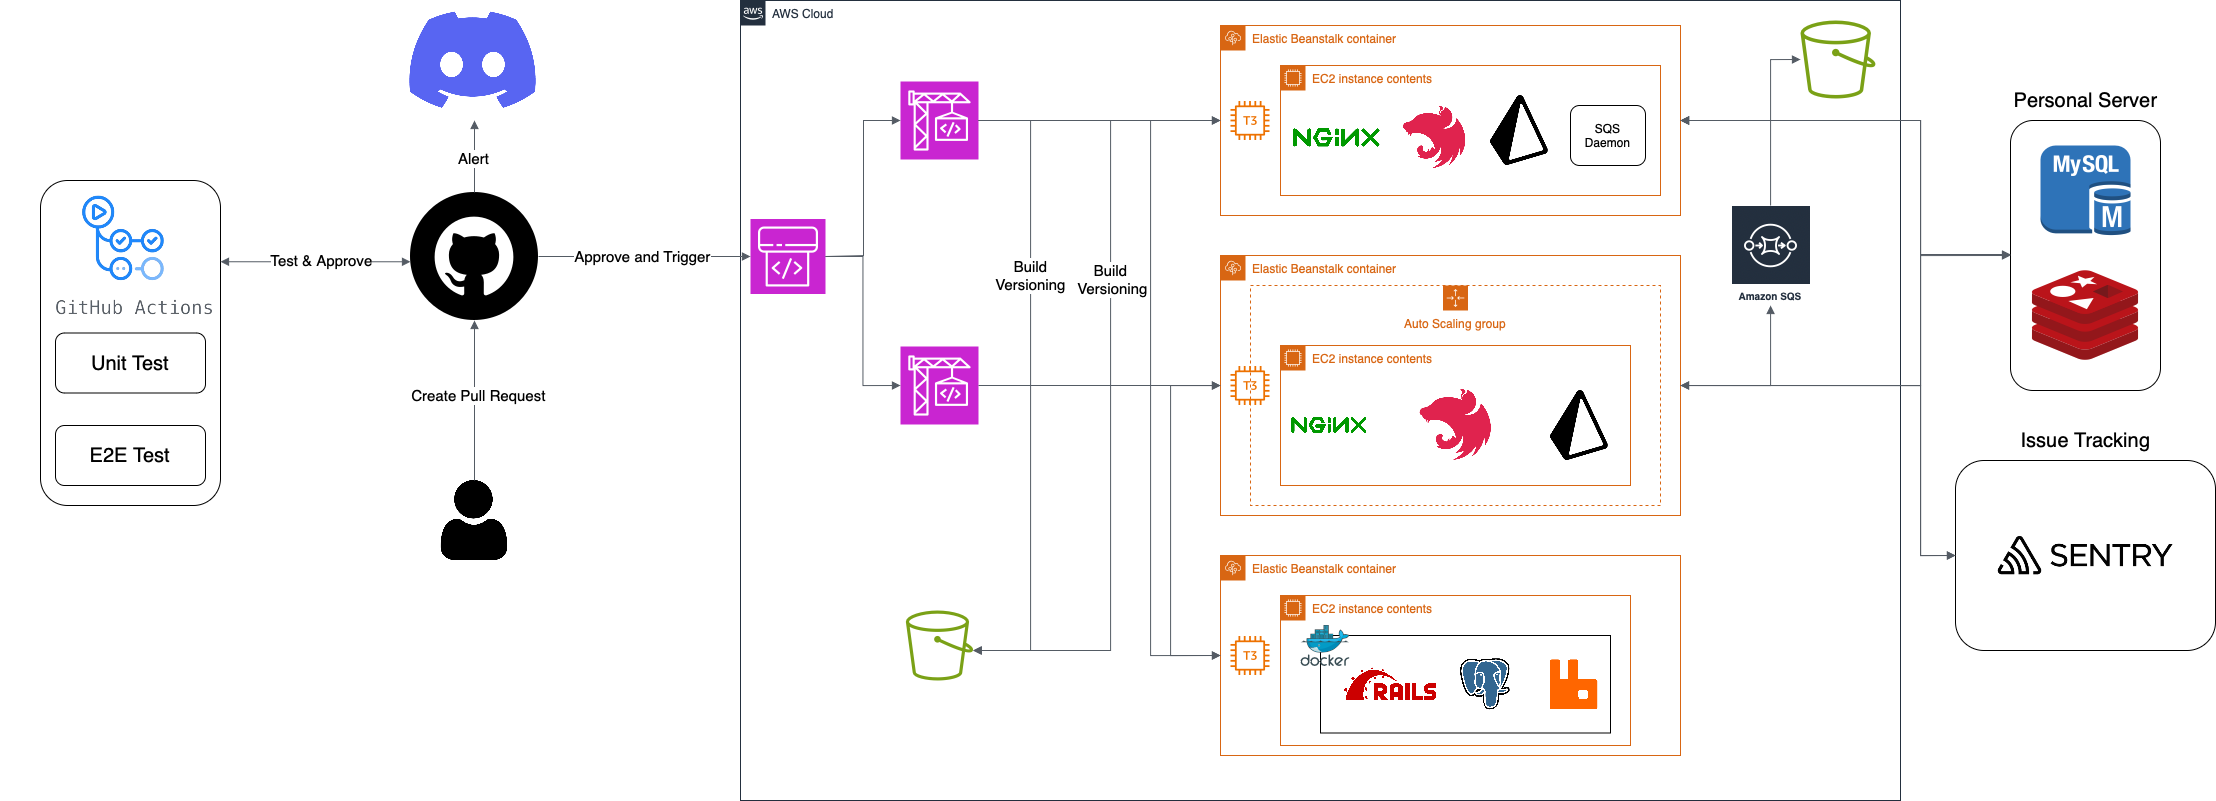 aws
AWS Cloud
Alert
GitHub Actions
Unit Test
E2E Test
Test & Approve
Create Pull Request
Approve and Trigger
Build
Versioning
Build
Versioning
Elastic Beanstalk container
EC2 instance contents
T3
NGINX
SQS
Daemon
Elastic Beanstalk container
Auto Scaling group
EC2 instance contents
T3
NGINX
Elastic Beanstalk container
EC2 instance contents
T3
docker
RAILS
Amazon SQS
Personal Server
MySQL
M
Issue Tracking
SENTRY